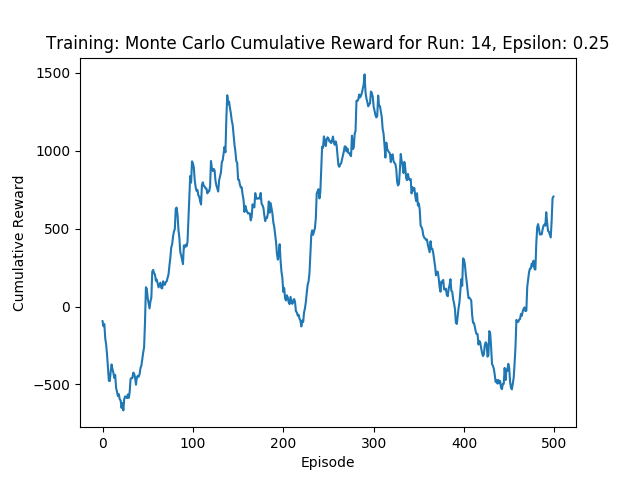 Training: Monte Carlo Cumulative Reward for Run: 14, Epsilon: 0.25
1500
1000
500
0
−500
Cumulative Reward
0 100 200 300 400 500
Episode